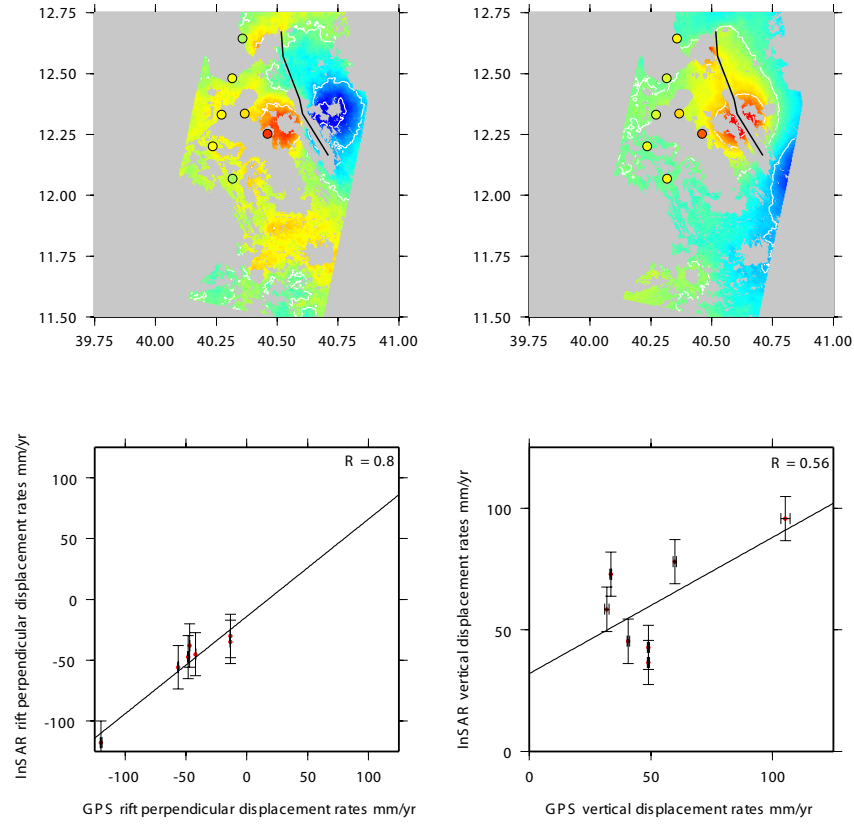 12.75
12.50
12.25
12.00
11.75
11.50
39.75 40.00 40.25 40.50 40.75 41.00
12.75
12.50
12.25
12.00
11.75
11.50
39.75 40.00 40.25 40.50 40.75 41.00
InSAR rift perpendicular displacement rates mm/yr
100
50
0
-50
-100
R = 0.8
-100 -50 0 50 100
GPS rift perpendicular displacement rates mm/yr
InSAR vertical displacement rates mm/yr
100
50
0
R = 0.56
0 50 100
GPS vertical displacement rates mm/yr